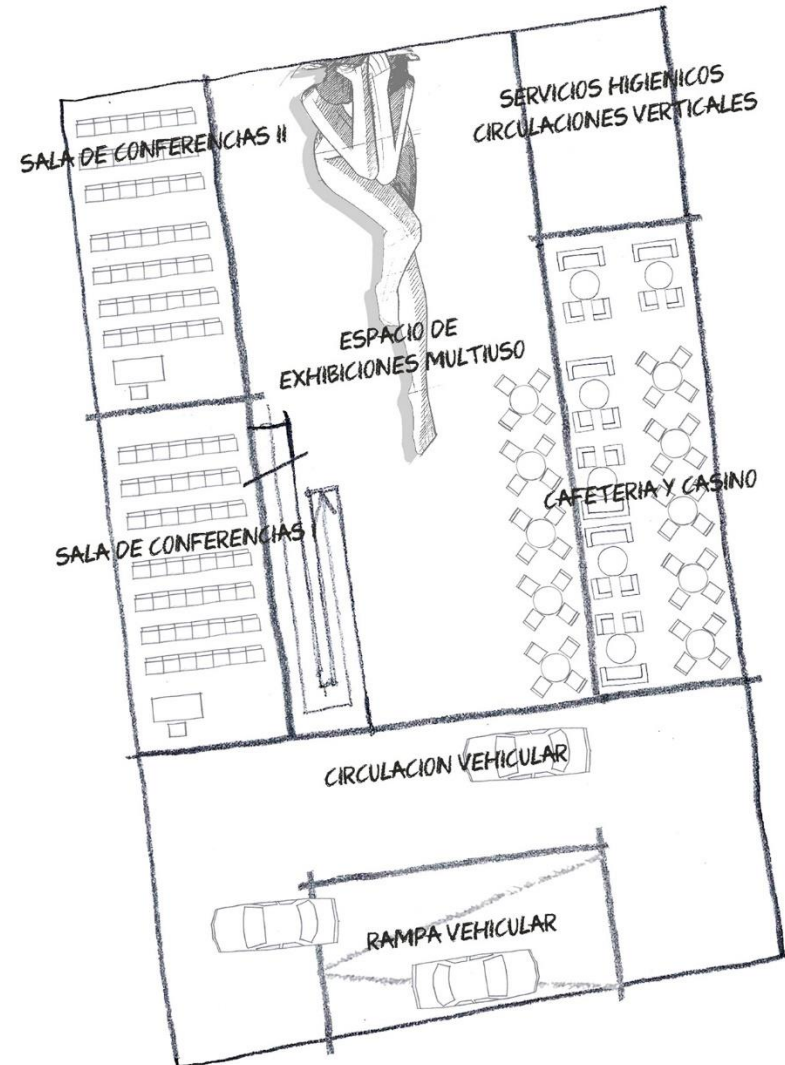 SERVICIOS HIGIENICOS
CIRCULACIONES VERTICALES
SALA DE CONFERENCIAS II
ESPACIO DE
EXHIBICIONES MULTIUSO
CAFETERIA Y CASINO
SALA DE CONFERENCIAS I
CIRCULACION VEHICULAR
RAMPA VEHICULAR